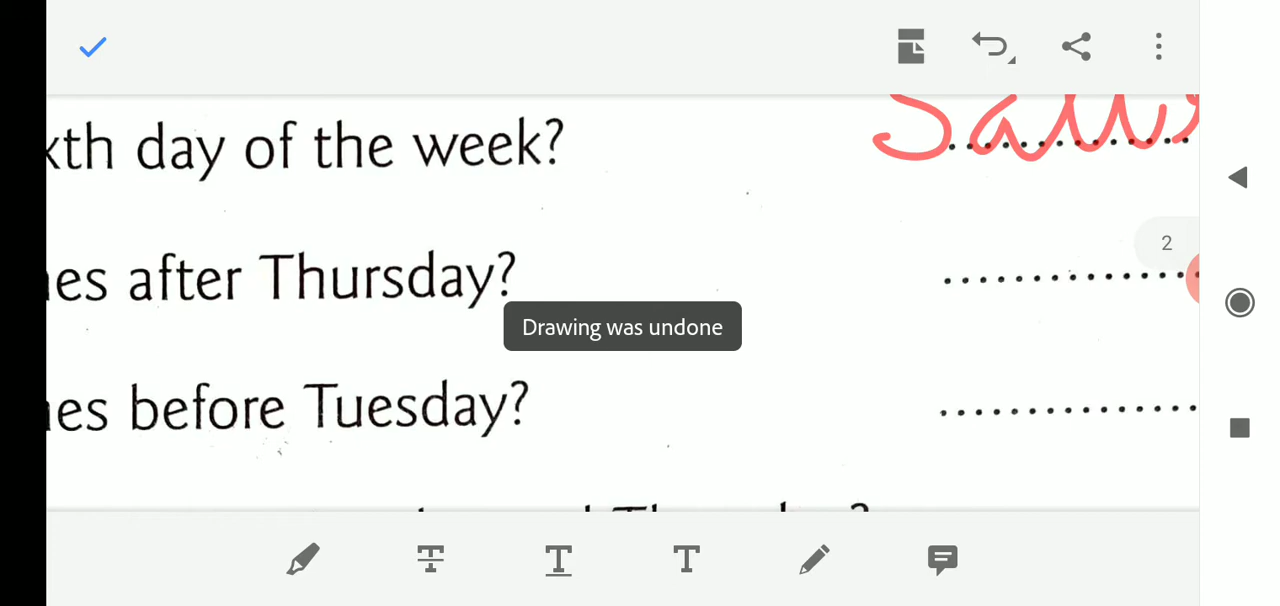 xth day of the week?
2
es after Thursday?
Drawing was undone
es before Tuesday?
T T T